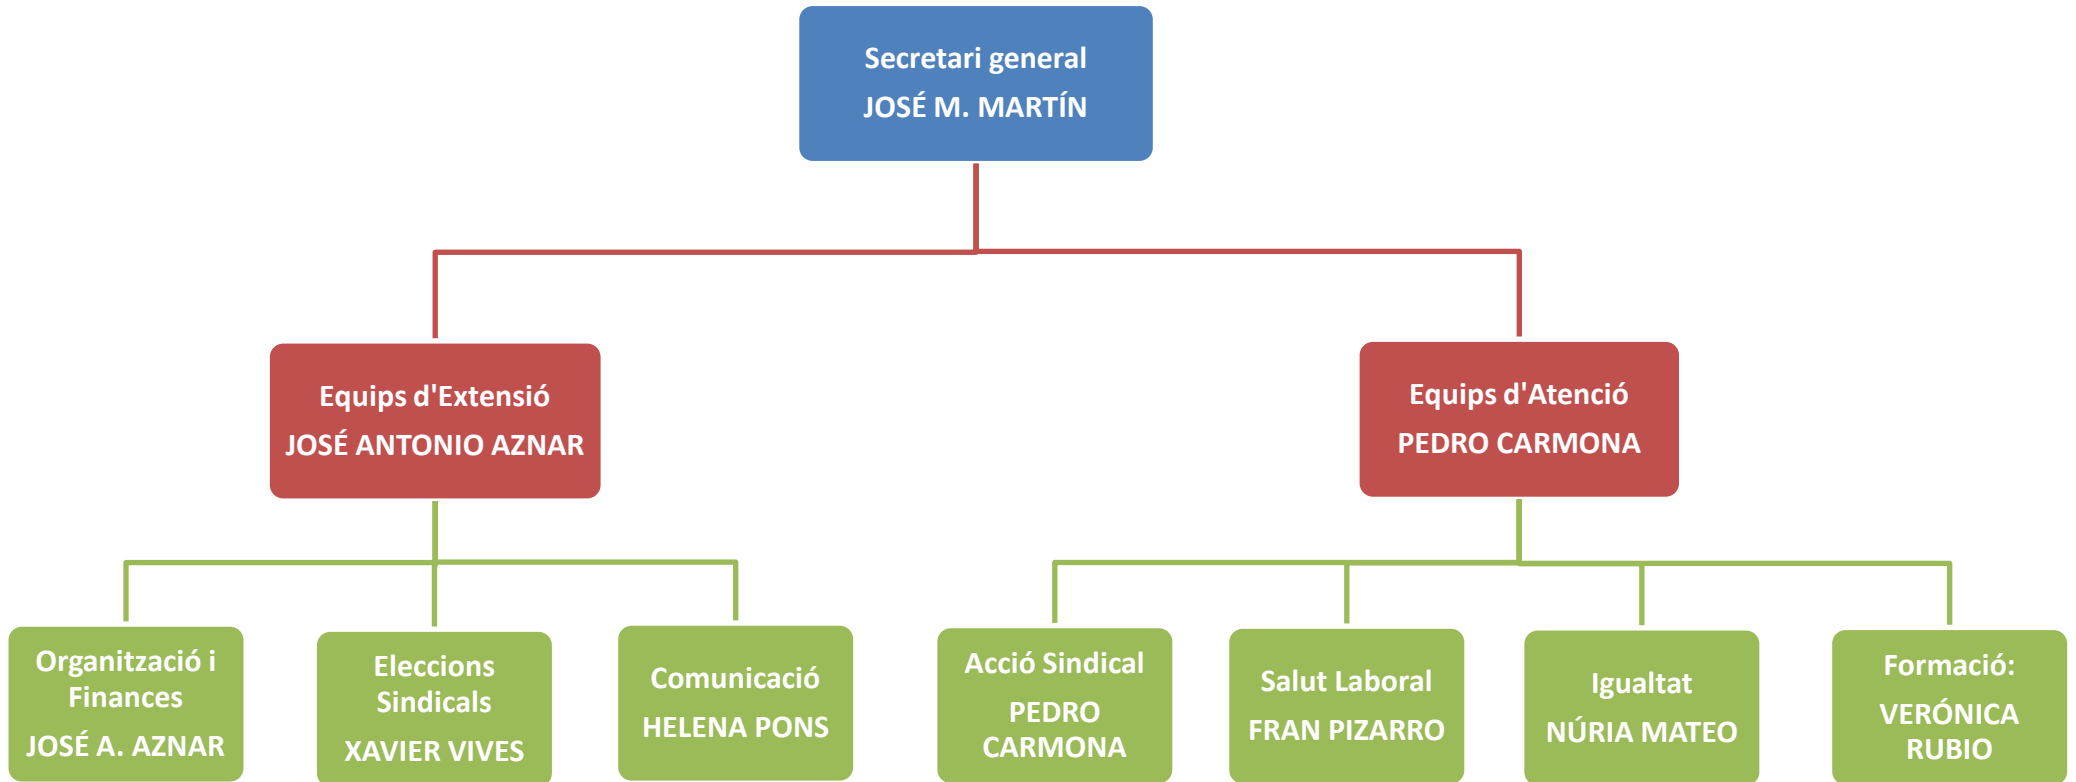 Secretari general
JOSÉ M. MARTÍN
Equips d'Extensió
JOSÉ ANTONIO AZNAR
Equips d'Atenció
PEDRO CARMONA
Organització i
Finances
JOSÉ A. AZNAR
Eleccions
Sindicals
XAVIER VIVES
Comunicació
HELENA PONS
Acció Sindical
PEDRO
CARMONA
Salut Laboral
FRAN PIZARRO
Igualtat
NÚRIA MATEO
Formació:
VERÓNICA
RUBIO